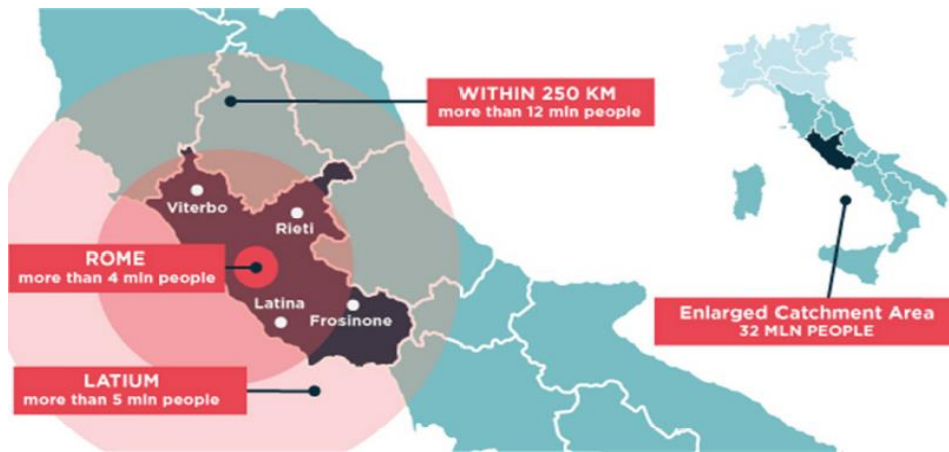 WITHIN 250 KM
more than 12 mln people
Viterbo
Rieti
ROME
more than 4 mln people
Latina
Frosinone
Enlarged Catchment Area
32 MLN PEOPLE
LATIUM
more than 5 mln people